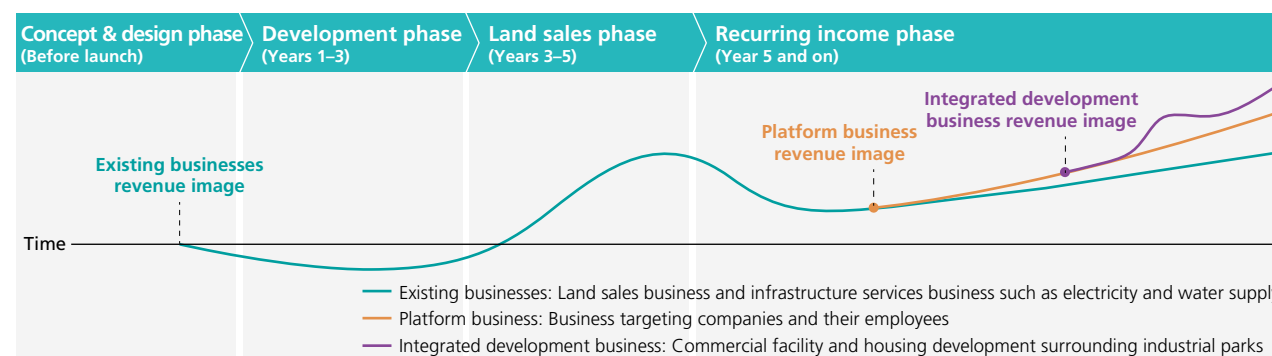 Concept & design phase
(Before launch)
Development phase
(Years 1–3)
Land sales phase
(Years 3–5)
Recurring income phase
(Year 5 and on)
Existing businesses
revenue image
Platform business
revenue image
Integrated development
business revenue image
Time
Existing businesses: Land sales business and infrastructure services business such as electricity and water
Platform business: Business targeting companies and their employees
Integrated development business: Commercial facility and housing development surrounding industrial parks